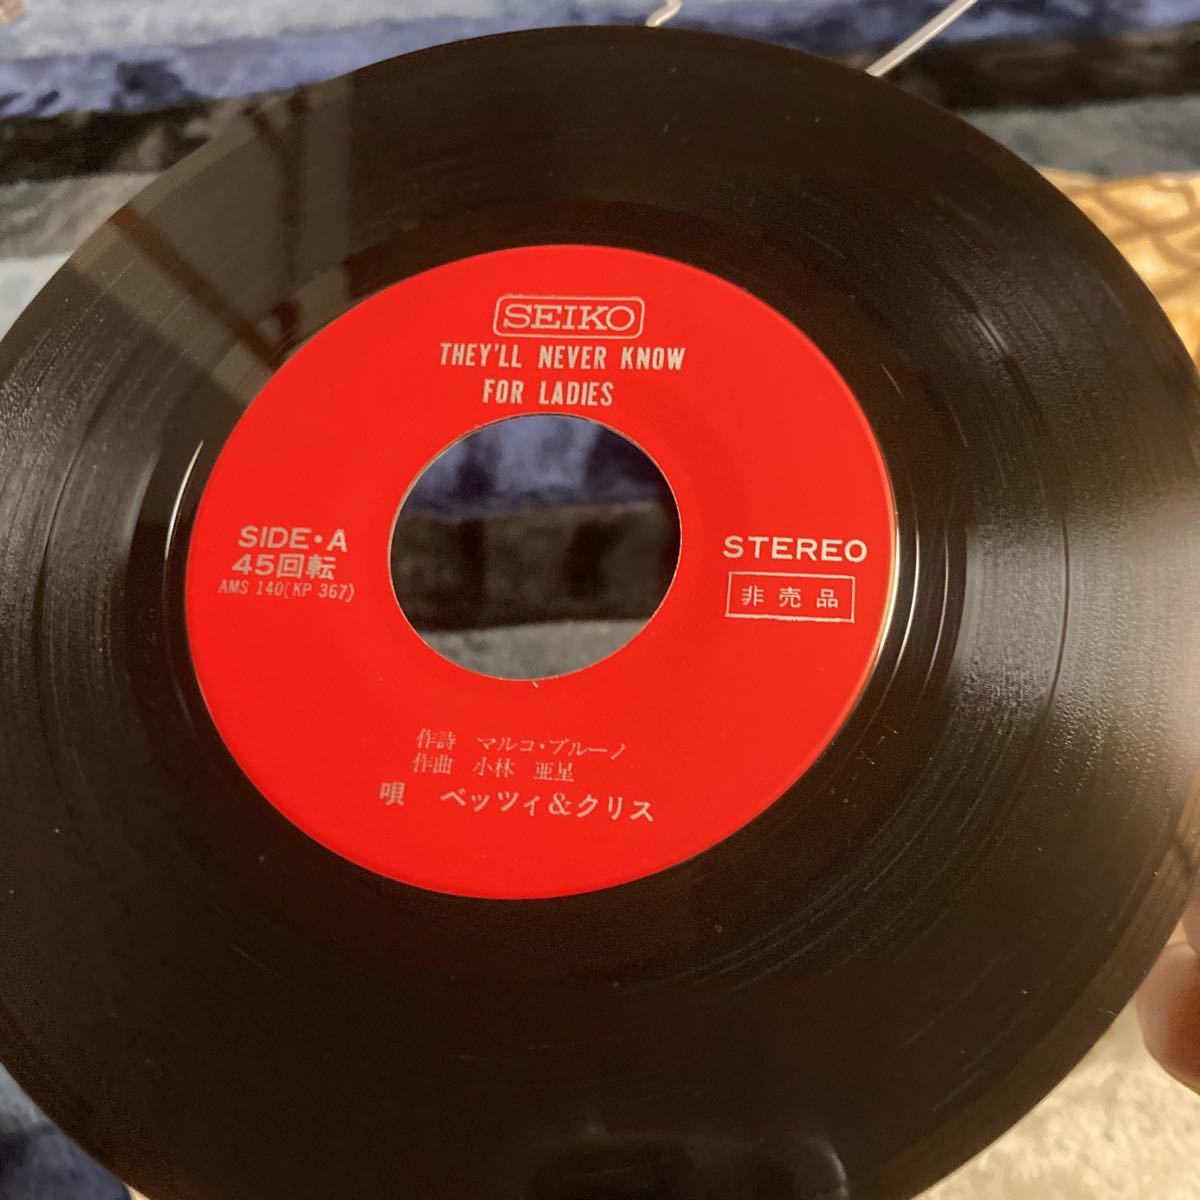 SEIKO
THEY'LL NEVER KNOW
FOR LADIES
SIDE・A
45回転
AMS 140(KP 367)
STEREO
非売品
作詩 マルコ・ブルーノ
作曲 小林 亜星
唄 ベッツィ&クリス